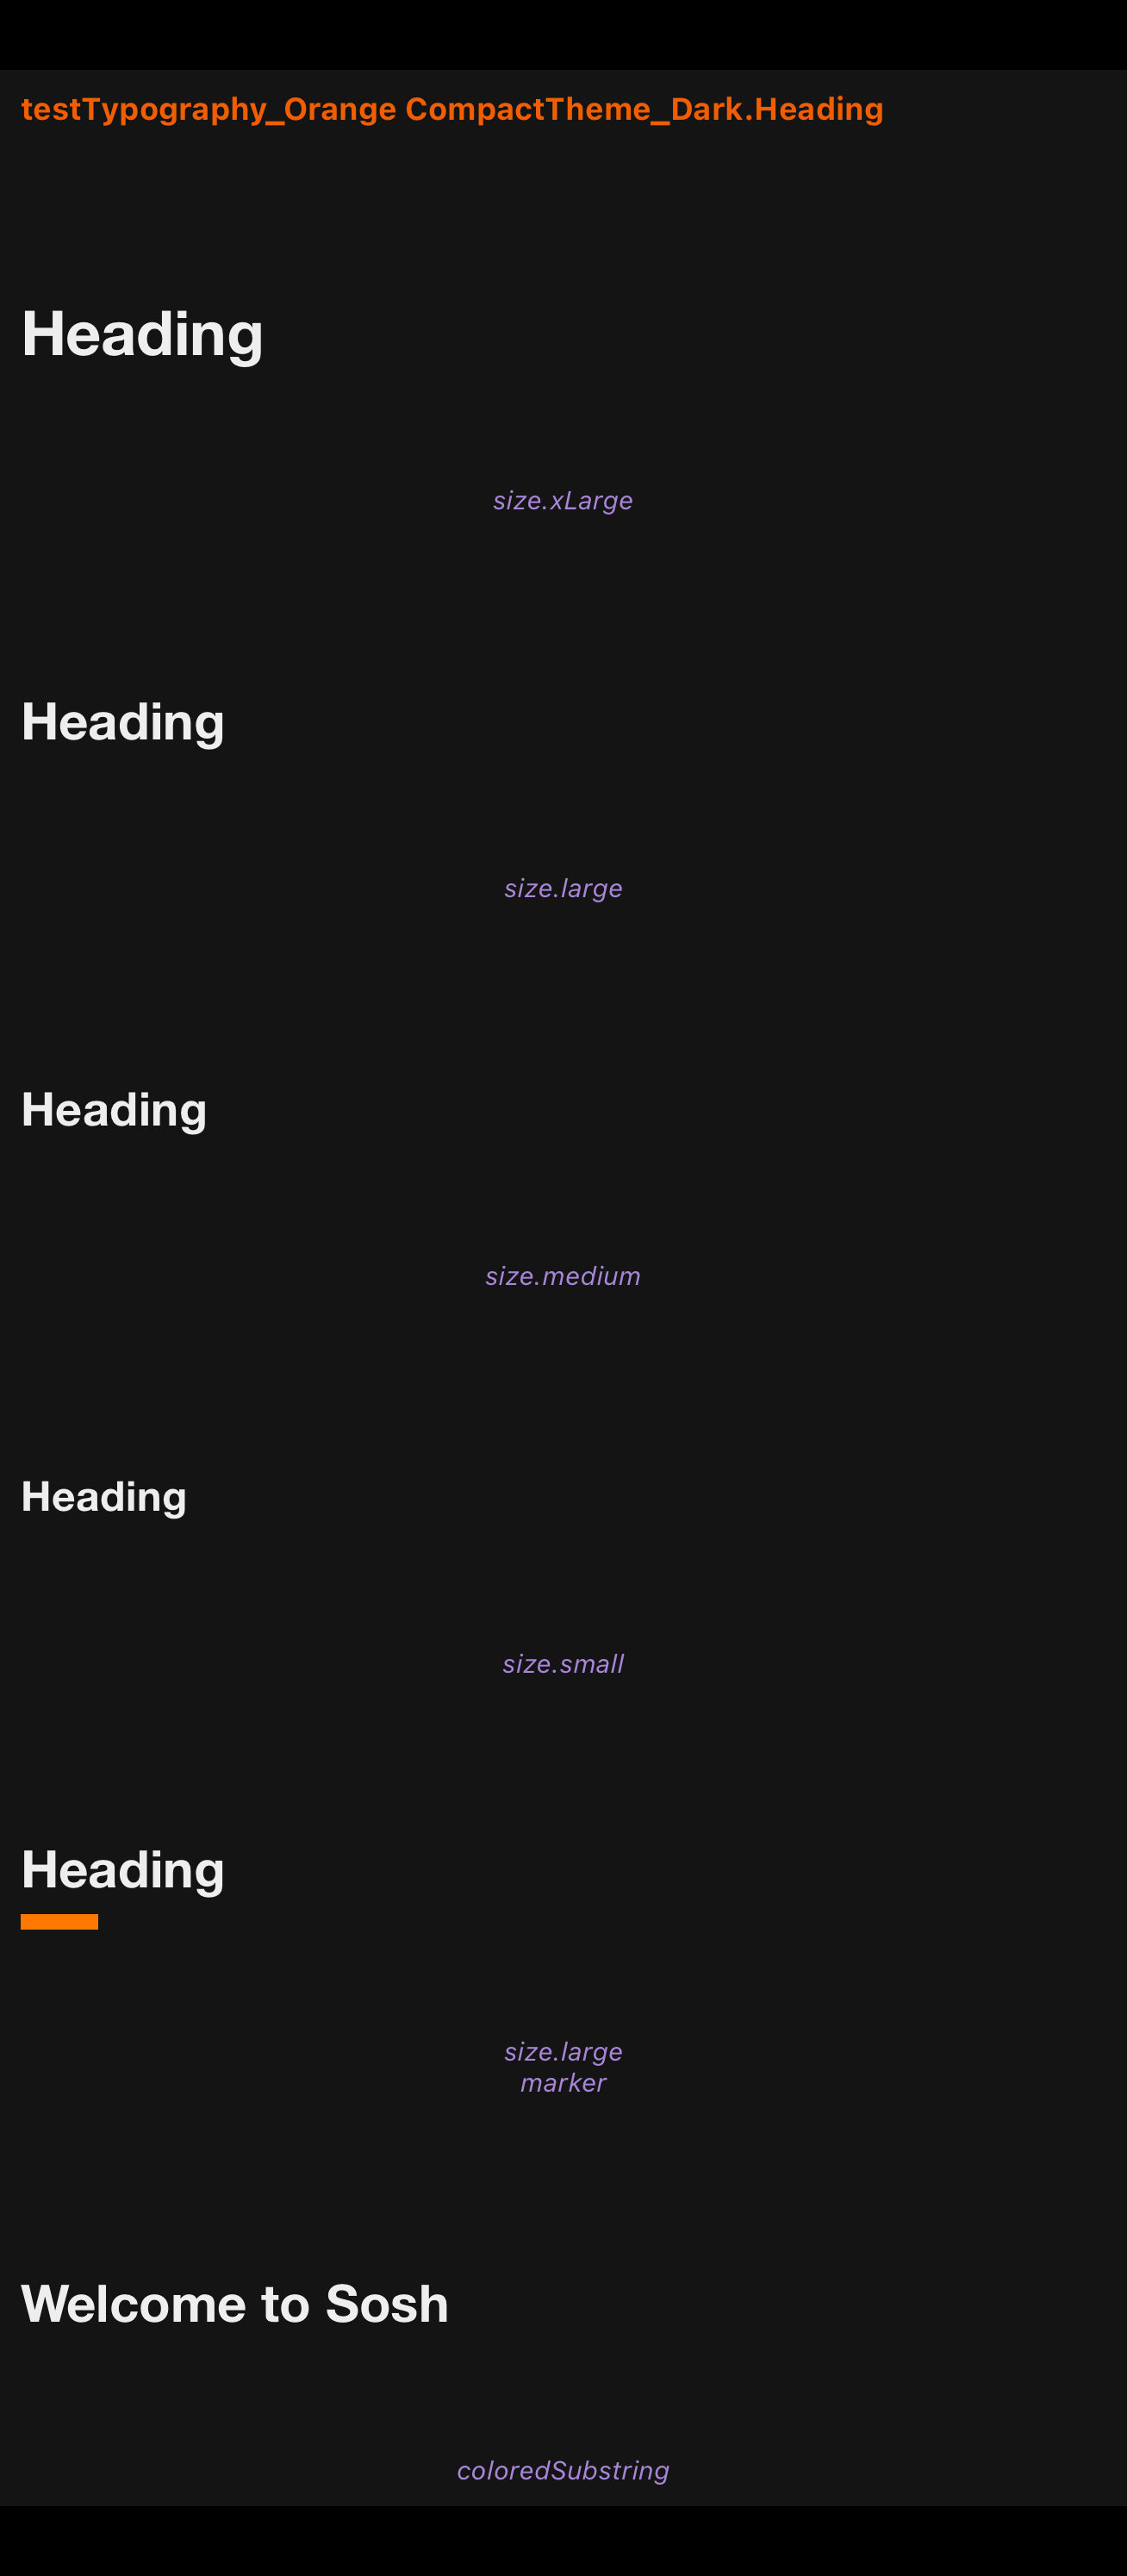 testTypography_Orange CompactTheme_Dark.Heading
Heading
size.xLarge
Heading
size.large
Heading
size.medium
Heading
size.small
Heading
size.large
marker
Welcome to Sosh
coloredSubstring